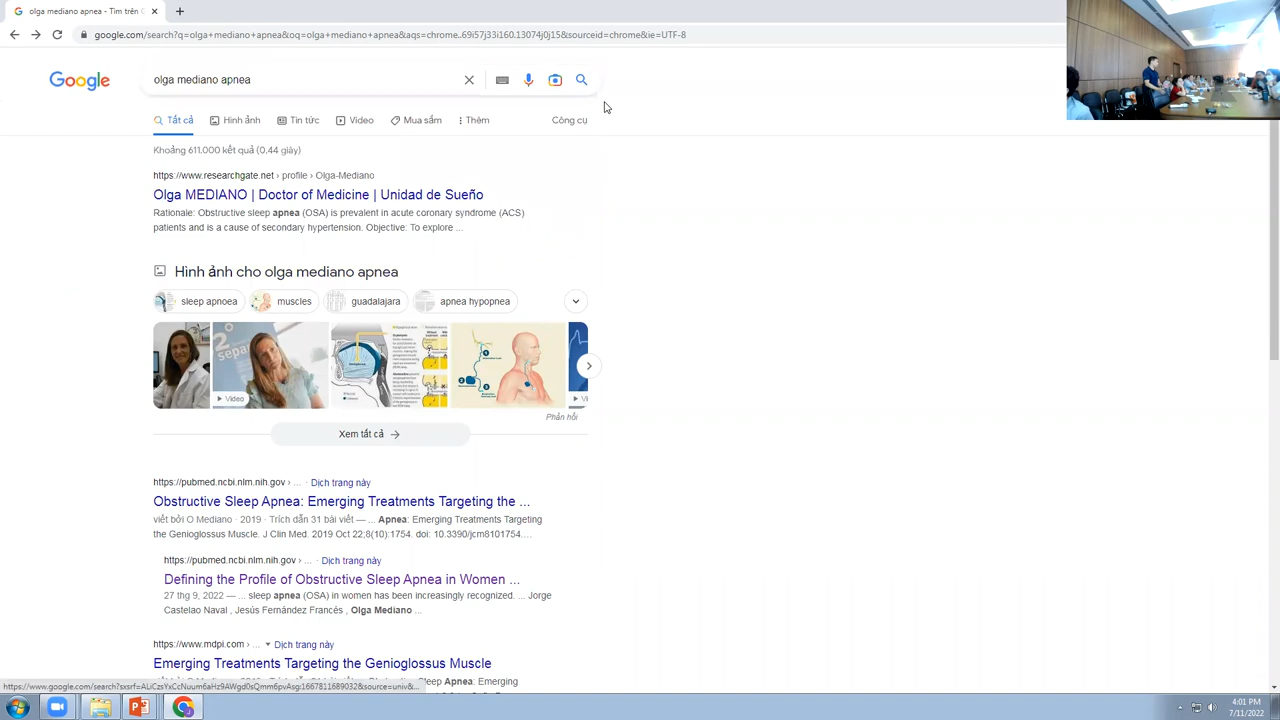 olga mediano apnea - Tìm trên G
google.com/search?q=olga+mediano+apnea&oq=olga+mediano+apnea&aqs=chrome..69i57j33i160.13074j0j15&sourceid=chrome&ie=UTF-8
Google
olga mediano apnea
Tất cả
Hình ảnh
Tin tức
Video
Mua sắm
Thêm
Công cụ
Khoảng 611.000 kết quả (0,44 giây)
https://www.researchgate.net › profile › Olga-Mediano
Olga MEDIANO | Doctor of Medicine | Unidad de Sueño
Rationale: Obstructive sleep apnea (OSA) is prevalent in acute coronary syndrome (ACS)
patients and is a cause of secondary hypertension. Objective: To explore ...
Hình ảnh cho olga mediano apnea
sleep apnoea
muscles
guadalajara
apnea hypopnea
separ
Video
Vi
Phản hồi
Xem tất cả
https://pubmed.ncbi.nlm.nih.gov › ... · Dịch trang này
Obstructive Sleep Apnea: Emerging Treatments Targeting the ...
viết bởi O Mediano · 2019 · Trích dẫn 31 bài viết — ... Apnea: Emerging Treatments Targeting
the Genioglossus Muscle. J Clin Med. 2019 Oct 22;8(10):1754. doi: 10.3390/jcm8101754....
https://pubmed.ncbi.nlm.nih.gov › ... · Dịch trang này
Defining the Profile of Obstructive Sleep Apnea in Women ...
27 thg 9, 2022 — ... sleep apnea (OSA) in women has been increasingly recognized. ... Jorge
Castelao Naval , Jesús Fernández Francés , Olga Mediano ...
https://www.mdpi.com › ... Dịch trang này
Emerging Treatments Targeting the Genioglossus Muscle
Sleep Apnea: Emerging
4:01 PM
7/11/2022